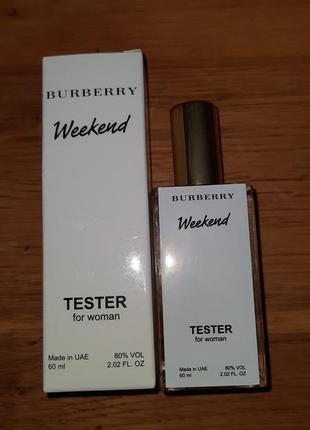 BURBERRY
Weekend
TESTER
for woman
Made in UAE 80% VOL
60 ml 2.02 FL. OZ
BURBERRY
Weekend
TESTER
for woman
Made in UAE 80% VOL
60 ml 2.02 FL. OZ